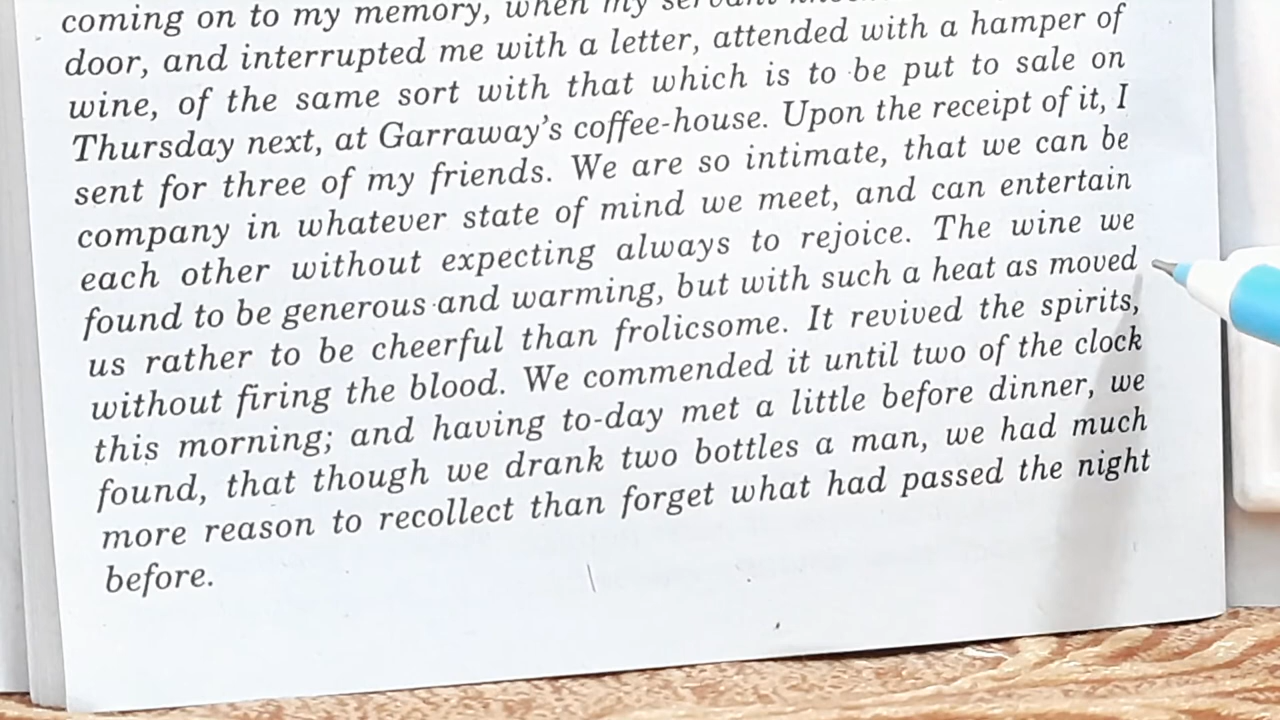 coming on to my memory, when my servant
door, and interrupted me with a letter, attended with a hamper of
wine, of the same sort with that which is to be put to sale on
Thursday next, at Garraway's coffee-house. Upon the receipt of it, I
sent for three of my friends. We are so intimate, that we can be
company in whatever state of mind we meet, and can entertain
each other without expecting always to rejoice. The wine we
found to be generous and warming, but with such a heat as moved
us rather to be cheerful than frolicsome. It revived the spirits,
without firing the blood. We commended it until two of the clock
this morning; and having to-day met a little before dinner, we
found, that though we drank two bottles a man, we had much
more reason to recollect than forget what had passed the night
before.